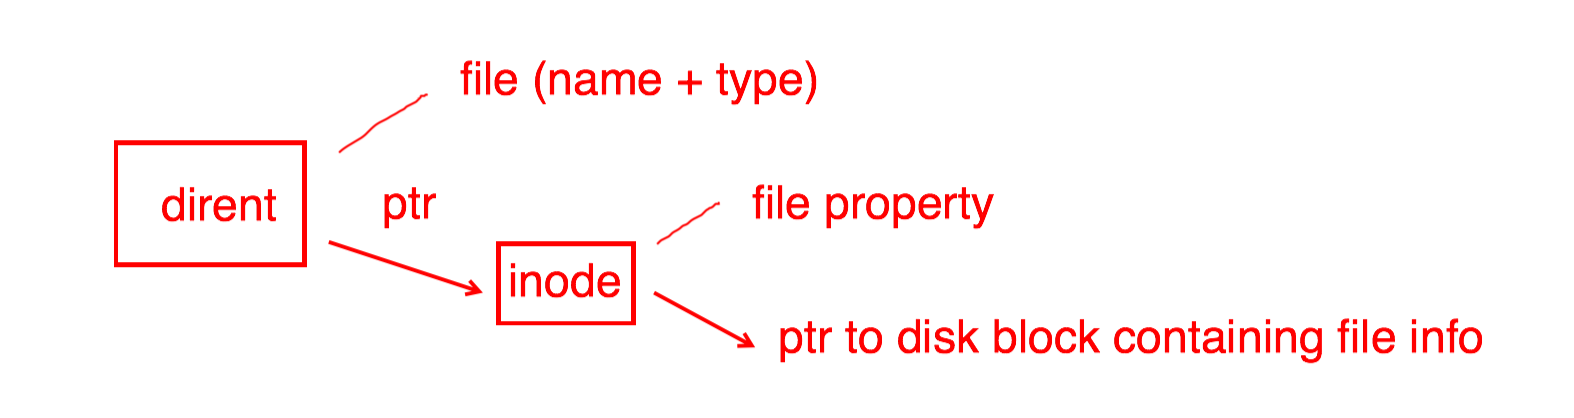 file (name + type)
dirent
ptr
file property
inode
ptr to disk block containing file info